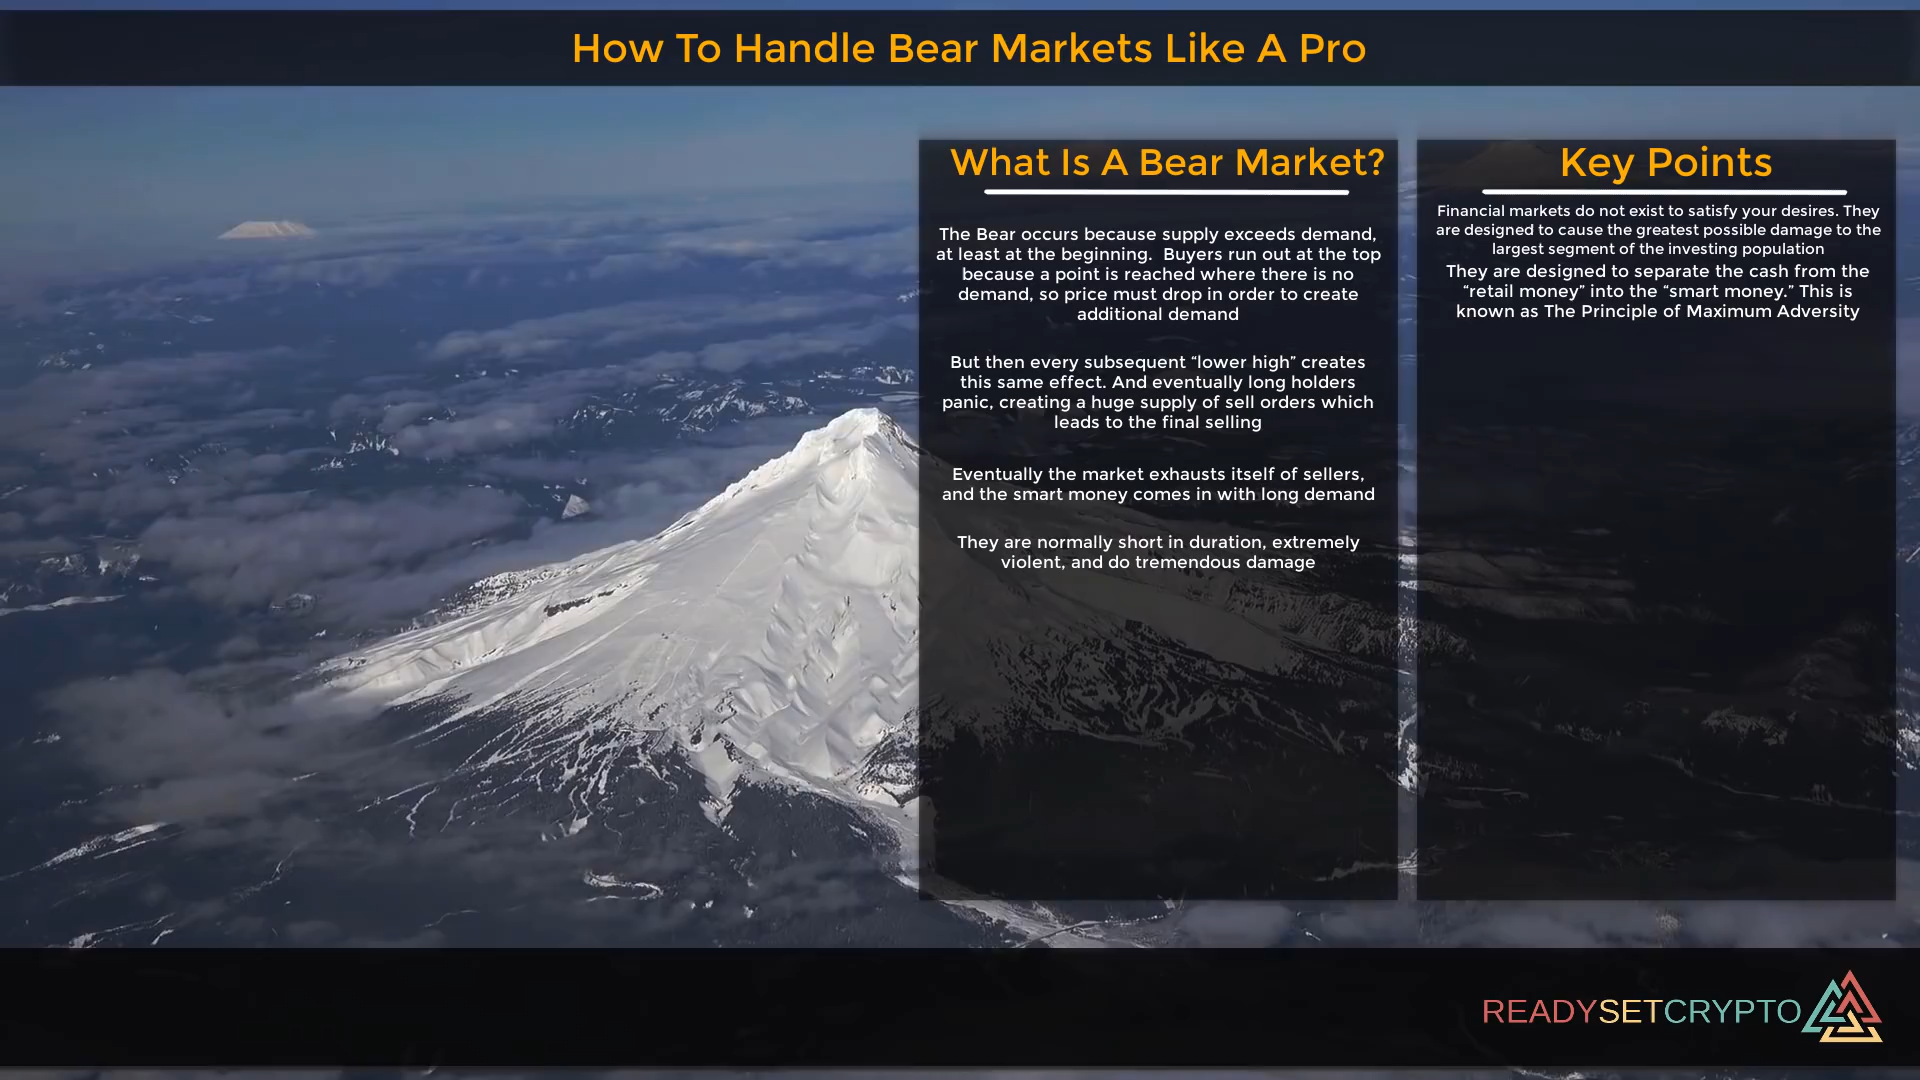 How To Handle Bear Markets Like A Pro
What Is A Bear Market?
The Bear occurs because supply exceeds demand,
at least at the beginning.  Buyers run out at the top
because a point is reached where there is no
demand, so price must drop in order to create
additional demand
But then every subsequent “lower high” creates
this same effect. And eventually long holders
panic, creating a huge supply of sell orders which
leads to the final selling
Eventually the market exhausts itself of sellers,
and the smart money comes in with long demand
They are normally short in duration, extremely
violent, and do tremendous damage
Key Points
Financial markets do not exist to satisfy your desires. They
are designed to cause the greatest possible damage to the
largest segment of the investing population
They are designed to separate the cash from the
“retail money” into the “smart money.” This is
known as The Principle of Maximum Adversity
READYSETCRYPTO